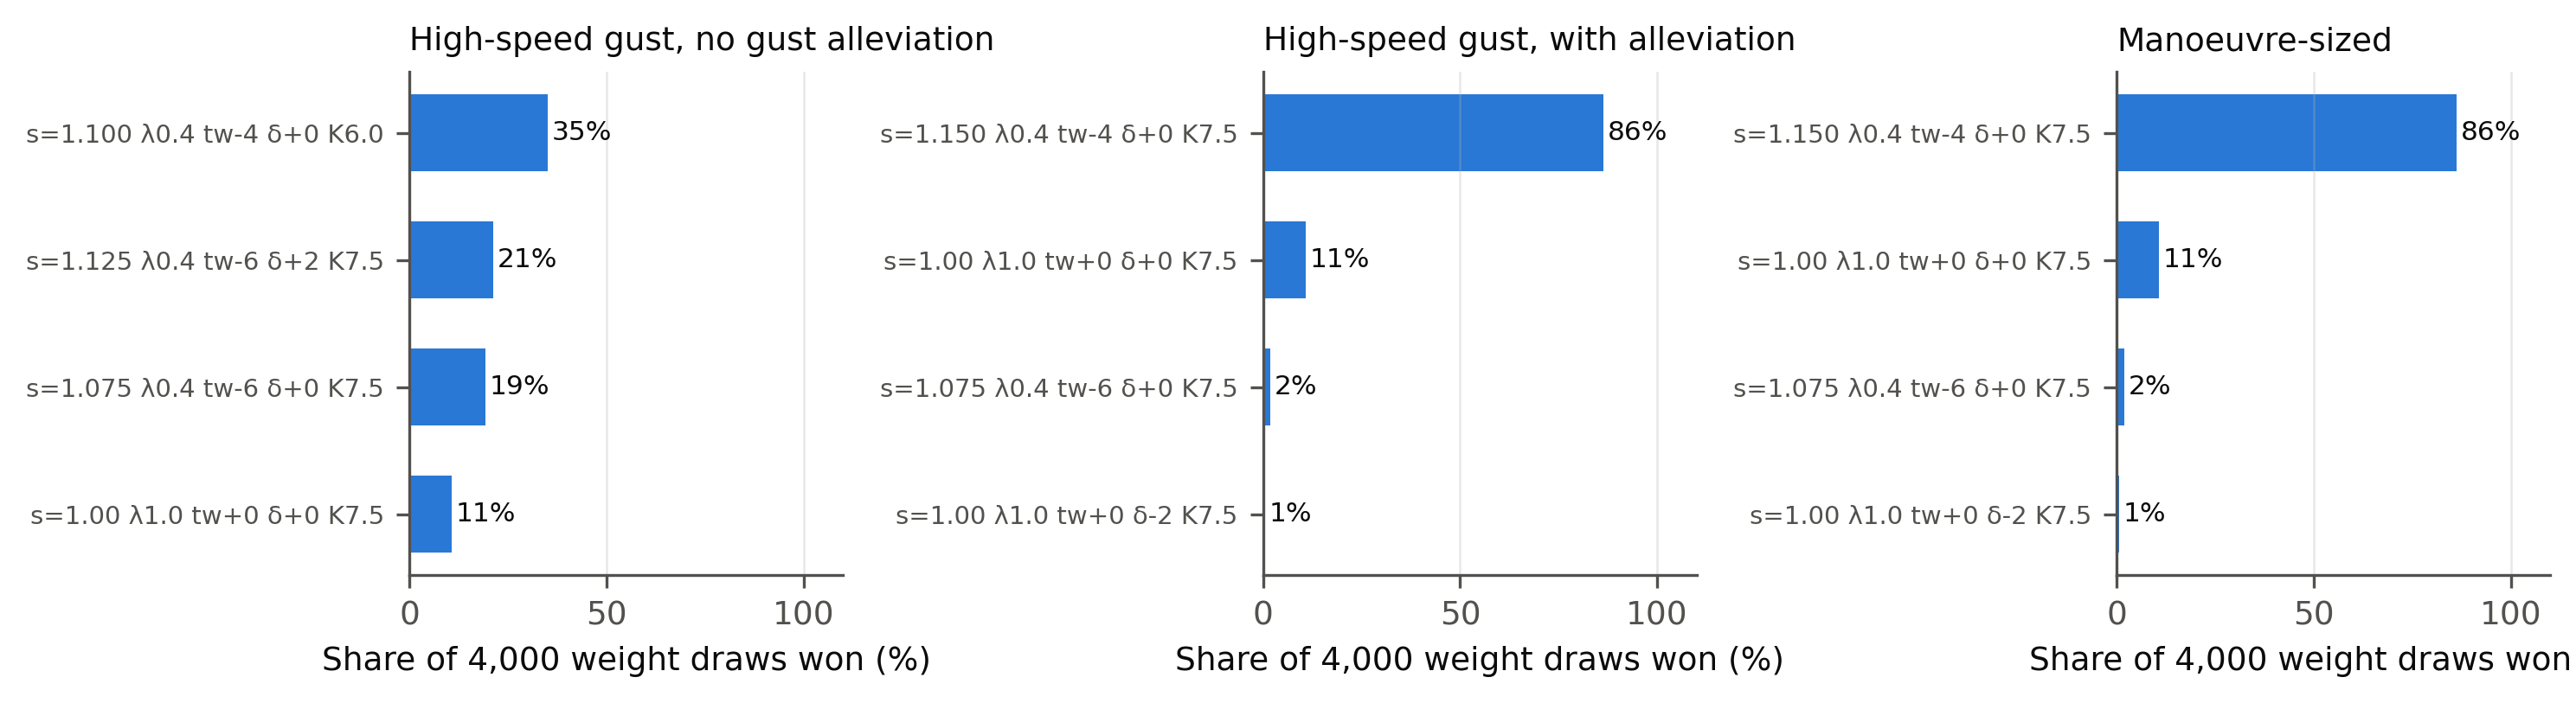 High-speed gust, no gust alleviation
s=1.100 λ0.4 tw-4 δ+0 K6.0
35%
s=1.125 λ0.4 tw-6 δ+2 K7.5
21%
s=1.075 λ0.4 tw-6 δ+0 K7.5
19%
s=1.00 λ1.0 tw+0 δ+0 K7.5
11%
0 50 100
Share of 4,000 weight draws won (%)
High-speed gust, with alleviation
s=1.150 λ0.4 tw-4 δ+0 K7.5
86%
s=1.00 λ1.0 tw+0 δ+0 K7.5
11%
s=1.075 λ0.4 tw-6 δ+0 K7.5
2%
s=1.00 λ1.0 tw+0 δ-2 K7.5
1%
0 50 100
Share of 4,000 weight draws won (%)
Manoeuvre-sized
s=1.150 λ0.4 tw-4 δ+0 K7.5
86%
s=1.00 λ1.0 tw+0 δ+0 K7.5
11%
s=1.075 λ0.4 tw-6 δ+0 K7.5
2%
s=1.00 λ1.0 tw+0 δ-2 K7.5
1%
0 50 100
Share of 4,000 weight draws won